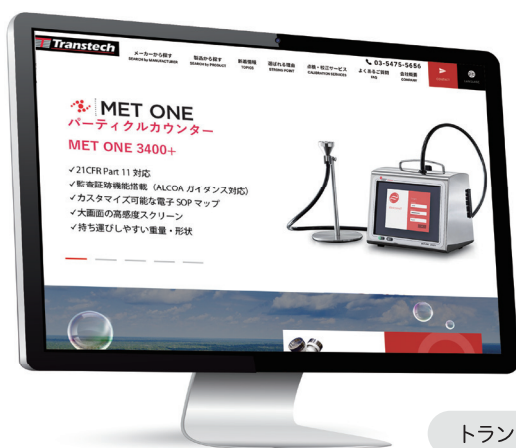 Transtech
メーカーから探す
SEARCH by MANUFACTURER
製品から探す
SEARCH by PRODUCT
新着情報
TOPICS
選ばれる理由
STRONG POINT
点検・校正サービス
CALIBRATION SERVICES
03-5475-5656
よくあるご質問
FAQ
会社概要
COMPANY
CONTACT
LANGUAGE
MET ONE
パーティクルカウンター
MET ONE 3400+
✓21CFR Part 11 対応
✓監査証跡機能搭載（ALCOA ガイダンス対応）
✓カスタマイズ可能な電子 SOP マップ
✓大画面の高感度スクリーン
✓持ち運びしやすい重量・形状
トラン